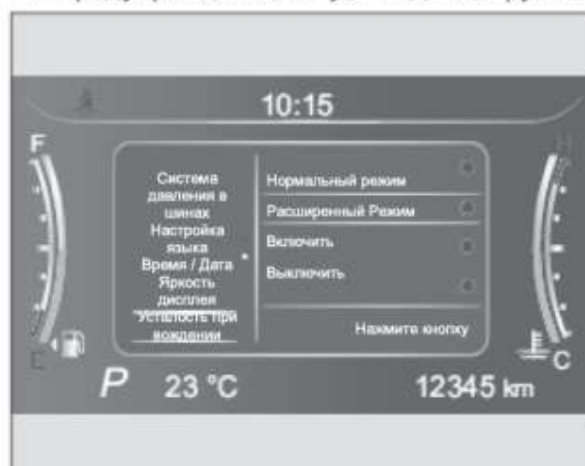 10:15
F
H
Система
давления в
шинах
Настройка
языка
Время / Дата
Яркость
дисплея
Усталость при
вождении
Нормальный режим
Расширенный Режим
Включить
Выключить
Нажмите кнопку
E
C
P
23 °C
12345 km